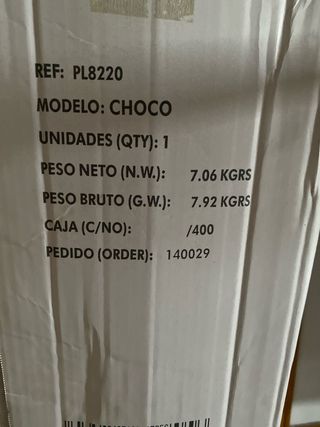 REF: PL8220
MODELO: CHOCO
UNIDADES (QTY): 1
PESO NETO (N.W.): 7.06 KGRS
PESO BRUTO (G.W.): 7.92 KGRS
CAJA (C/NO): /400
PEDIDO (ORDER): 140029